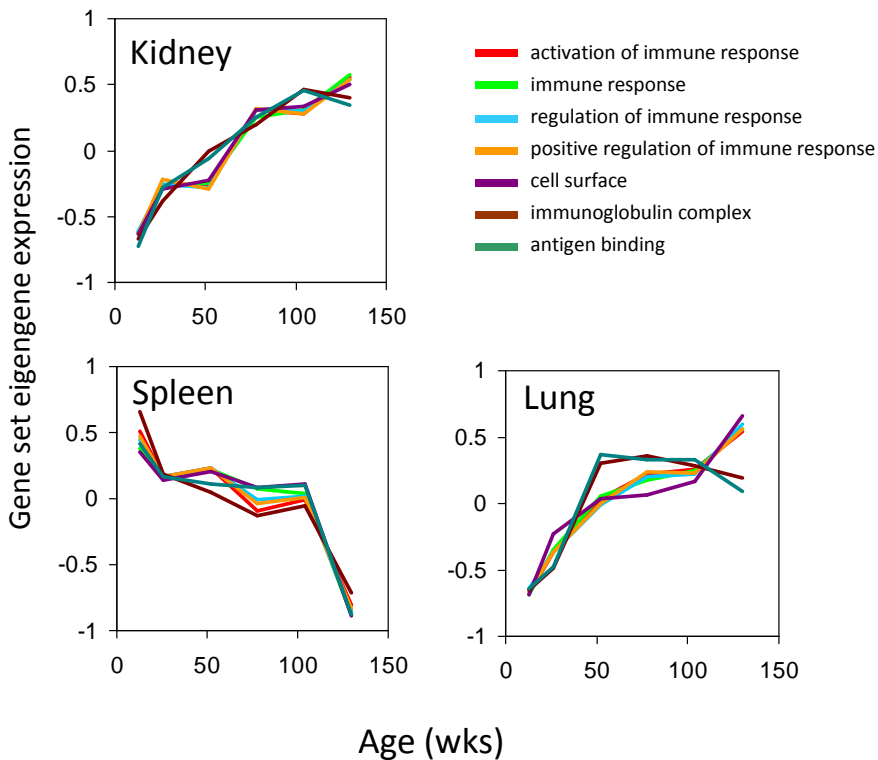 Kidney
1
0.5
0
-0.5
-1
0 50 100 150
activation of immune response
immune response
regulation of immune response
positive regulation of immune response
cell surface
immunoglobulin complex
antigen binding
Gene set eigengene expression
Spleen
1
0.5
0
-0.5
-1
0 50 100 150
Lung
1
0.5
0
-0.5
-1
0 50 100 150
Age (wks)